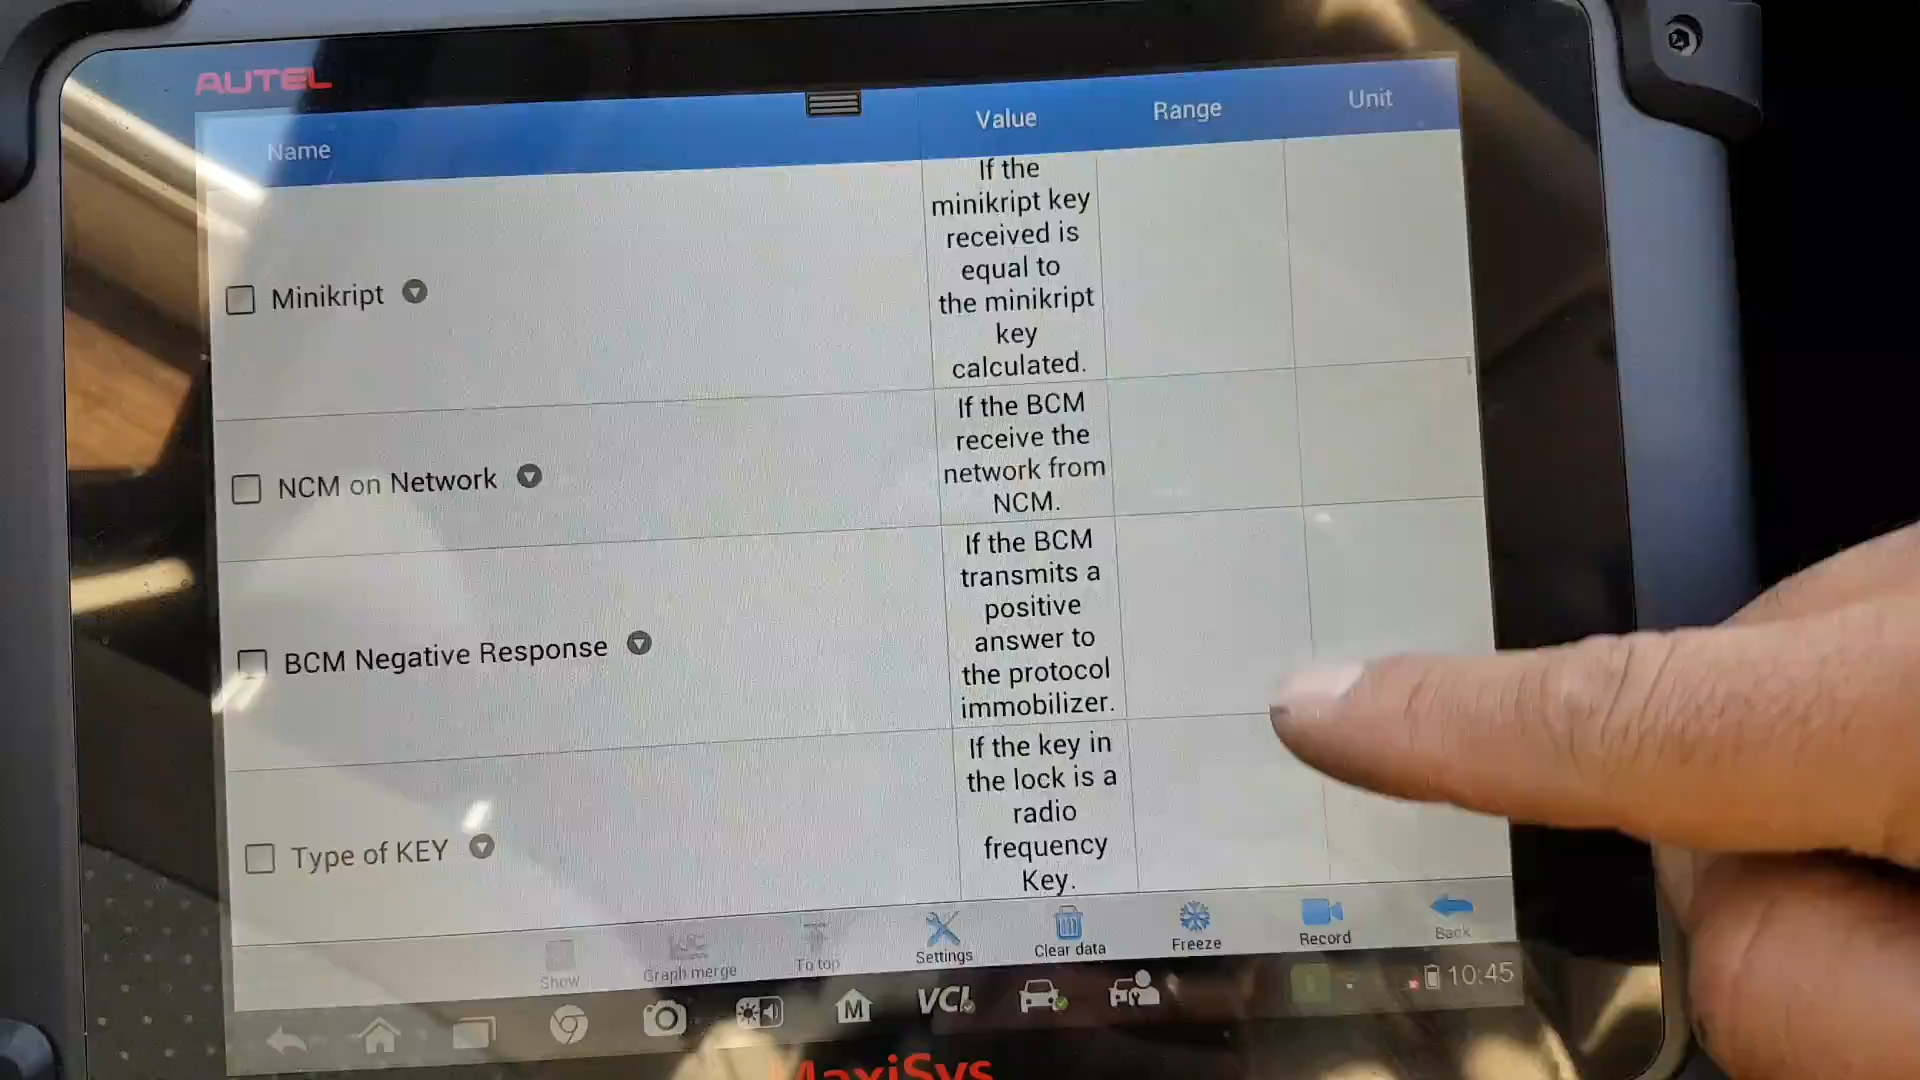 AUTEL
Name
Value
Range
Unit
Minikript
If the
minikript key
received is
equal to
the minikript
key
calculated.
NCM on Network
If the BCM
receive the
network from
NCM.
BCM Negative Response
If the BCM
transmits a
positive
answer to
the protocol
immobilizer.
Type of KEY
If the key in
the lock is a
radio
frequency
Key.
Show
Graph merge
To top
Settings
Clear data
Freeze
Record
Back
M
VCI
10:45
MaxiSys